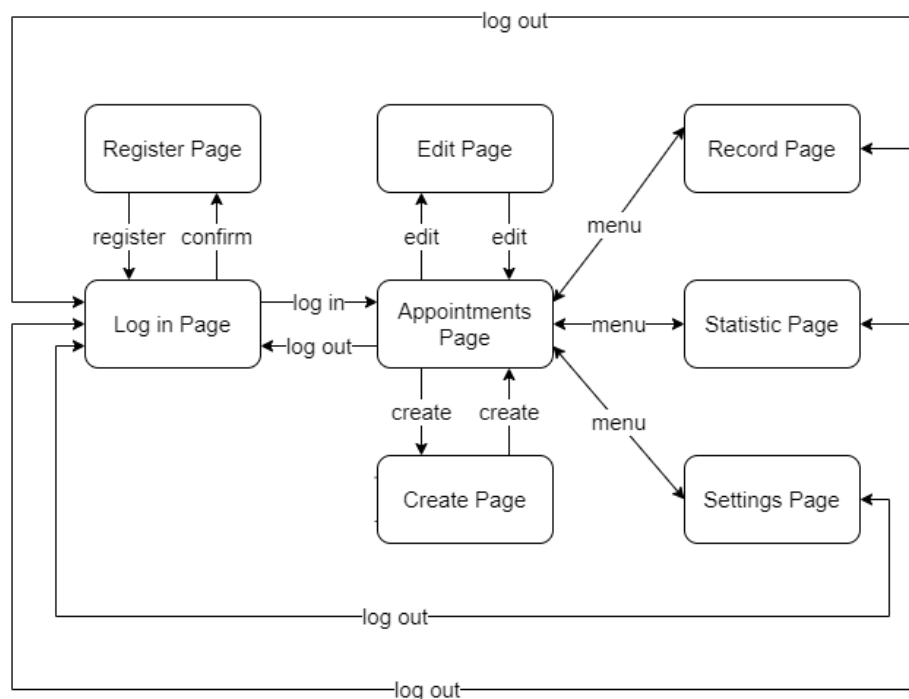 log out
Register Page
Edit Page
Record Page
register
confirm
edit
edit
menu
log in
Log in Page
Appointments
Page
menu
Statistic Page
log out
create
create
menu
Create Page
Settings Page
log out
log out